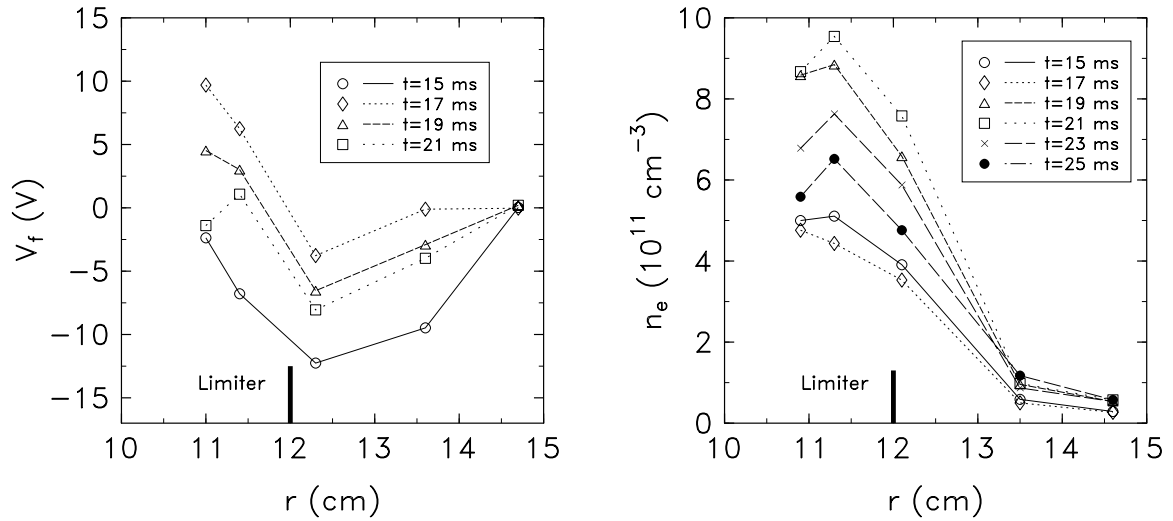 15
10
5
0
−5
−10
−15
V_f (V)
t=15 ms
t=17 ms
t=19 ms
t=21 ms
Limiter
10 11 12 13 14 15
r (cm)
10
8
6
4
2
0
n_e (10^11 cm^−3)
t=15 ms
t=17 ms
t=19 ms
t=21 ms
t=23 ms
t=25 ms
Limiter
10 11 12 13 14 15
r (cm)